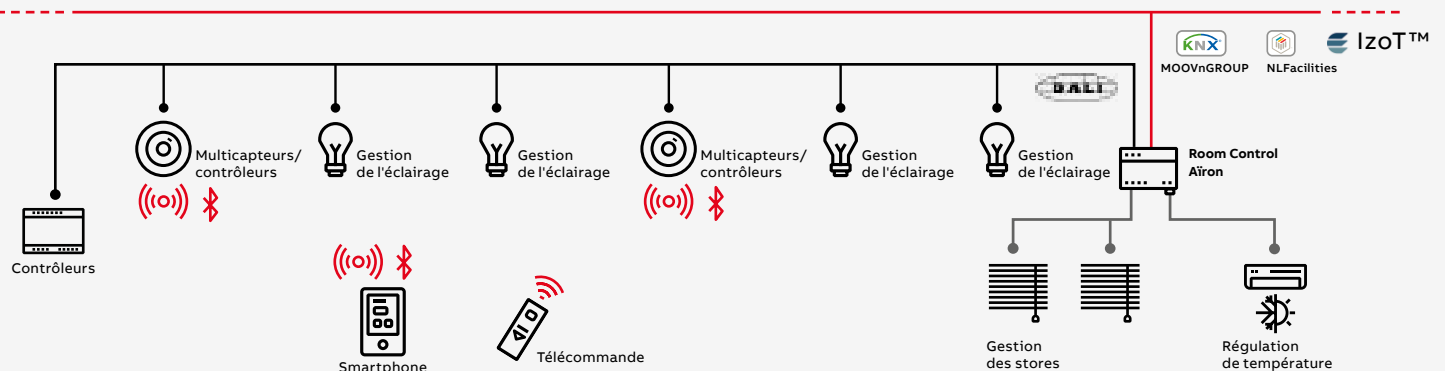 KNX
IzoT™
MOOVnGROUP
NLFacilities
DALI
Multicapteurs/
contrôleurs
Gestion
de l'éclairage
Gestion
de l'éclairage
Multicapteurs/
contrôleurs
Gestion
de l'éclairage
Gestion
de l'éclairage
Room Control
Aïron
Contrôleurs
Smartphone
Télécommande
Gestion
des stores
Régulation
de température